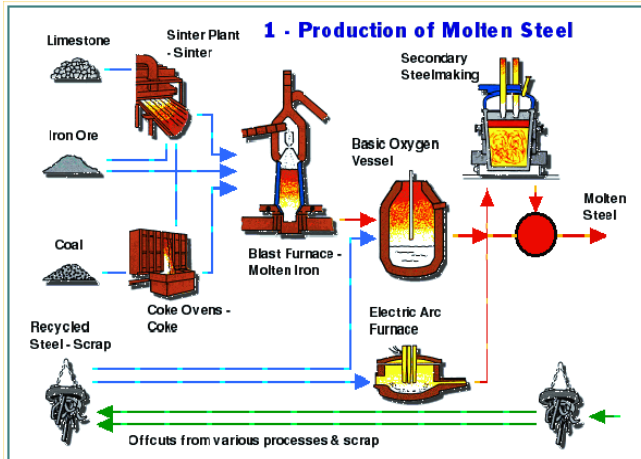 1 - Production of Molten Steel
Limestone
Sinter Plant
- Sinter
Secondary
Steelmaking
Iron Ore
Basic Oxygen
Vessel
Molten
Steel
Coal
Blast Furnace -
Molten Iron
Coke Ovens -
Coke
Electric Arc
Furnace
Recycled
Steel - Scrap
Offcuts from various processes & scrap